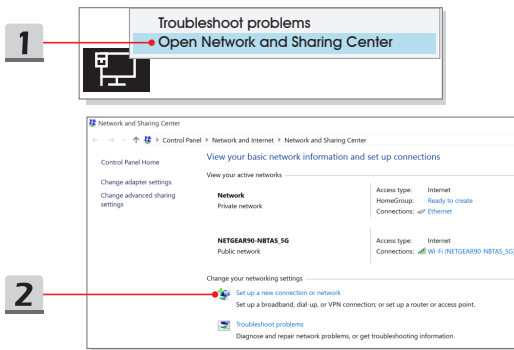 1
Troubleshoot problems
Open Network and Sharing Center
Network and Sharing Center
Control Panel > Network and Internet > Network and Sharing Center
Control Panel Home
Change adapter settings
Change advanced sharing
settings
View your basic network information and set up connections
View your active networks
Network
Private network
Access type: Internet
HomeGroup: Ready to create
Connections: Ethernet
NETGEAR90-NBTAS_5G
Public network
Access type: Internet
Connections: Wi-Fi (NETGEAR90-NBTAS_5G)
Change your networking settings
2
Set up a new connection or network
Set up a broadband, dial-up, or VPN connection; or set up a router or access point.
Troubleshoot problems
Diagnose and repair network problems, or get troubleshooting information.